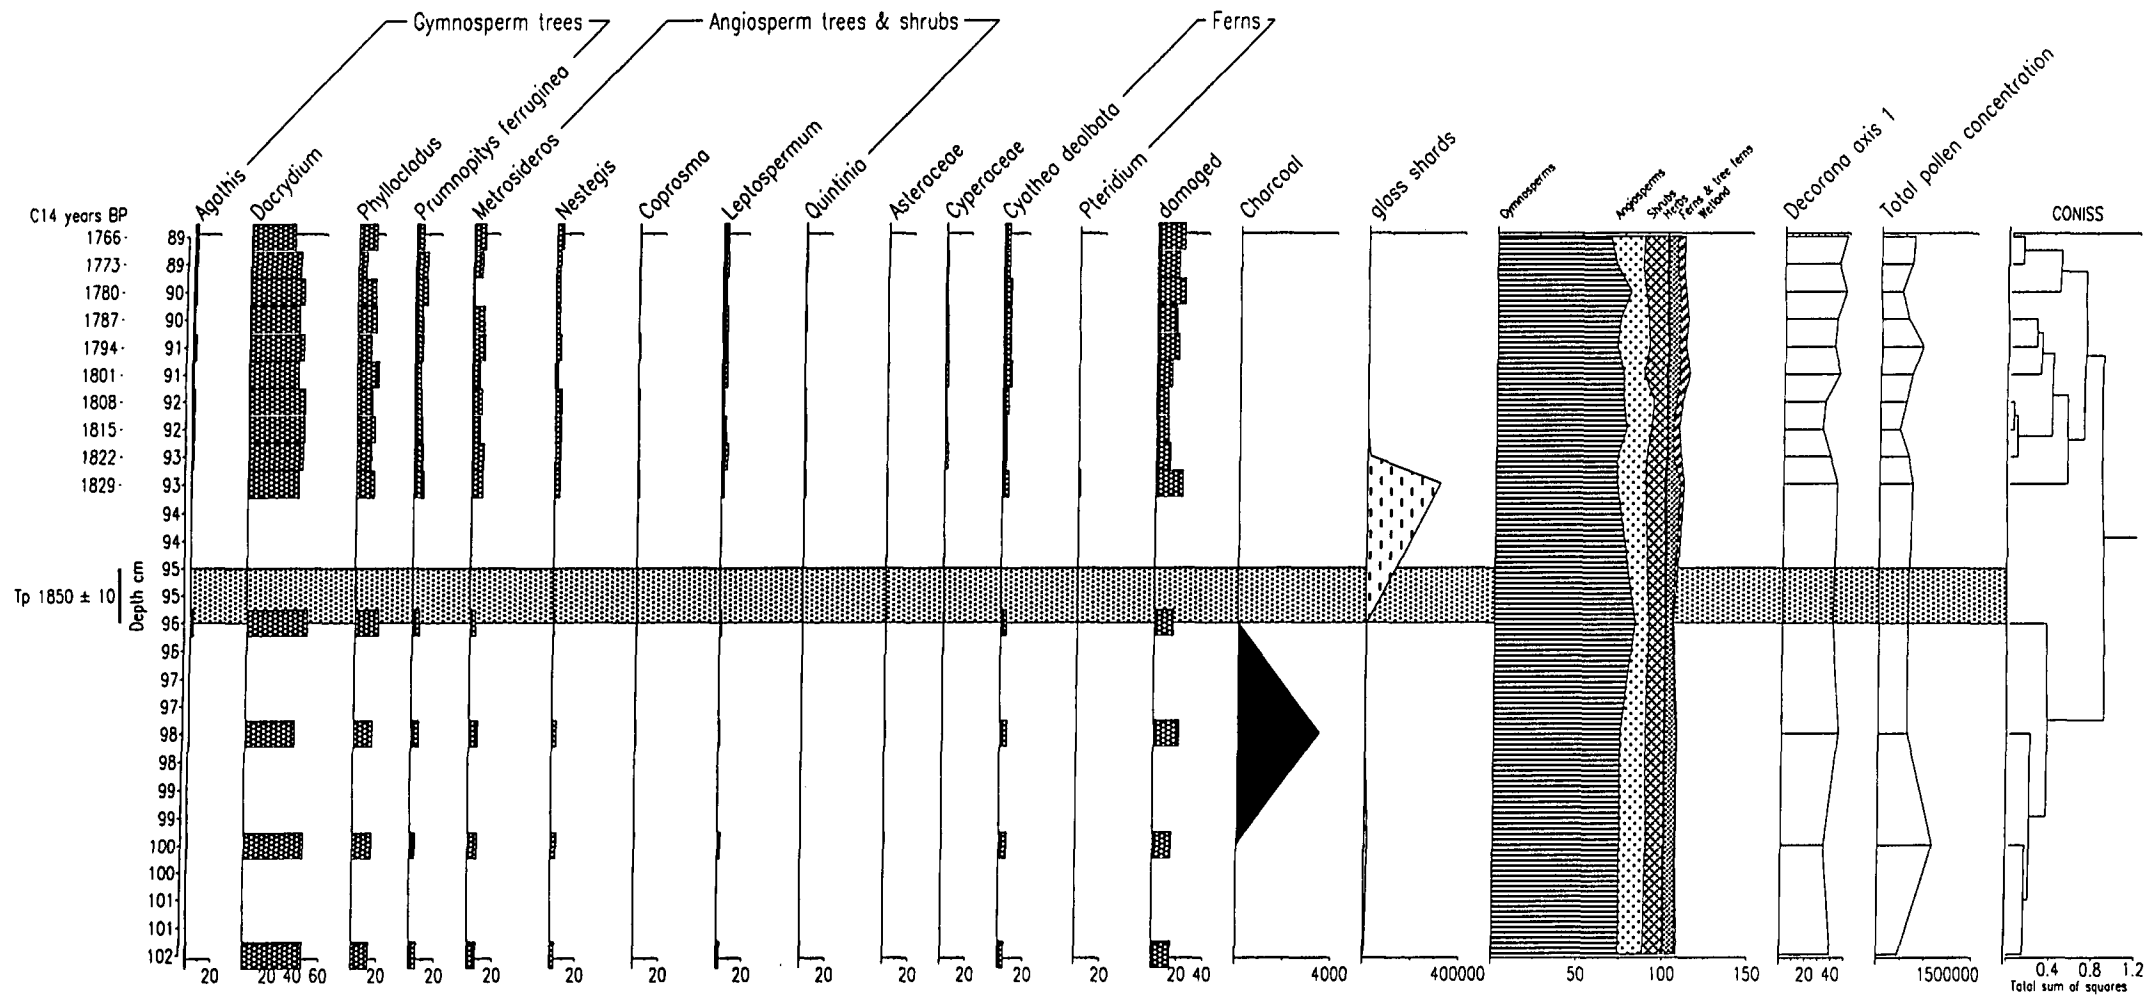 Gymnosperm trees
Angiosperm trees & shrubs
Ferns
C14 years BP
Agathis
Dacrydium
Phyllocladus
Prumnopitys ferruginea
Metrosideros
Nestegis
Coprosma
Leptospermum
Quintinia
Asteraceae
Cyperaceae
Cyathea dealbata
Pteridium
damaged
Charcoal
glass shards
Gymnosperms
Angiosperms
Shrubs
Herbs
Ferns & tree ferns
Wetland
Decorana axis 1
Total pollen concentration
CONISS
1766 89
1773 89
1780 90
1787 90
1794 91
1801 91
1808 92
1815 92
1822 93
1829 93
94
94
95
Tp 1850 ± 10 95
Depth cm
96
96
97
97
98
98
99
99
100
100
101
101
102
20 20 40 60 20 20 20 20 20 20 20 20 20 20 20 20 40 4000 400000 50 100 150 20 40 1500000 0.4 0.8 1.2
Total sum of squares